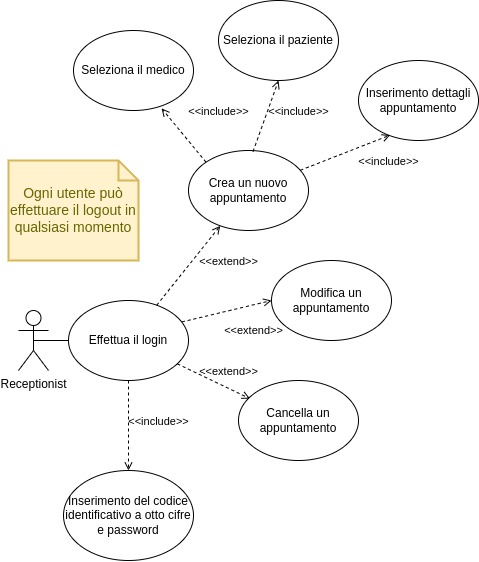 Seleziona il paziente
Seleziona il medico
<<include>>
<<include>>
Inserimento dettagli
appuntamento
<<include>>
Crea un nuovo
appuntamento
Ogni utente può
effettuare il logout in
qualsiasi momento
<<extend>>
Modifica un
appuntamento
<<extend>>
Effettua il login
Receptionist
<<extend>>
Cancella un
appuntamento
<<include>>
Inserimento del codice
identificativo a otto cifre
e password